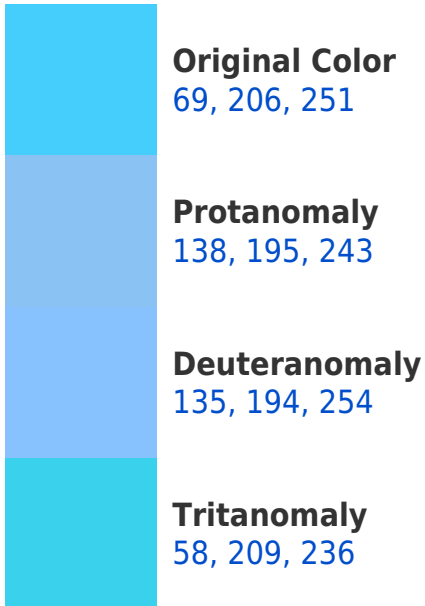 Original Color
69, 206, 251
Protanomaly
138, 195, 243
Deuteranomaly
135, 194, 254
Tritanomaly
58, 209, 236